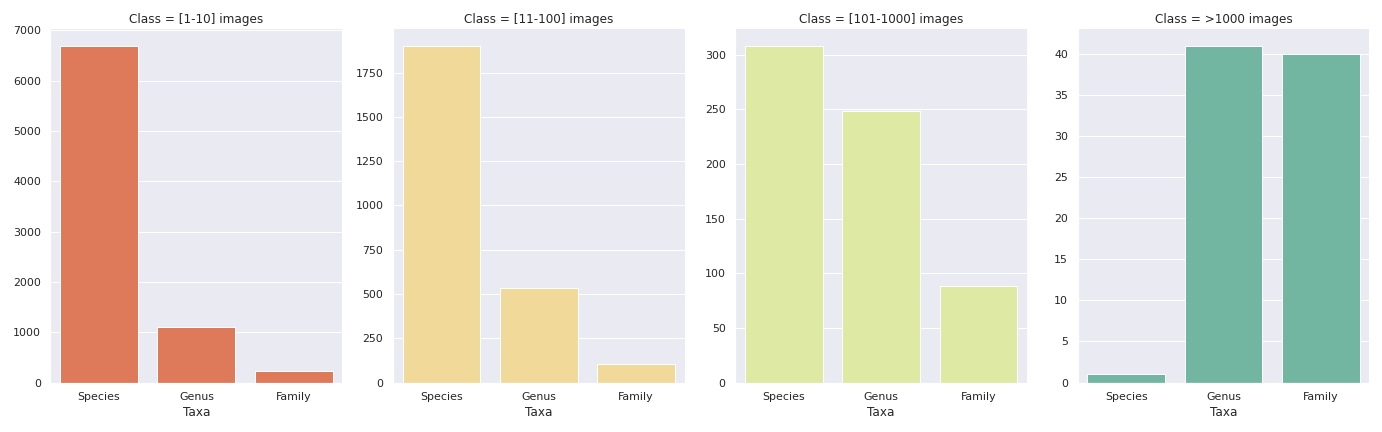 Class = [1-10] images
7000
6000
5000
4000
3000
2000
1000
0
Species Genus Family
Taxa
Class = [11-100] images
1750
1500
1250
1000
750
500
250
0
Species Genus Family
Taxa
Class = [101-1000] images
300
250
200
150
100
50
0
Species Genus Family
Taxa
Class = >1000 images
40
35
30
25
20
15
10
5
0
Species Genus Family
Taxa